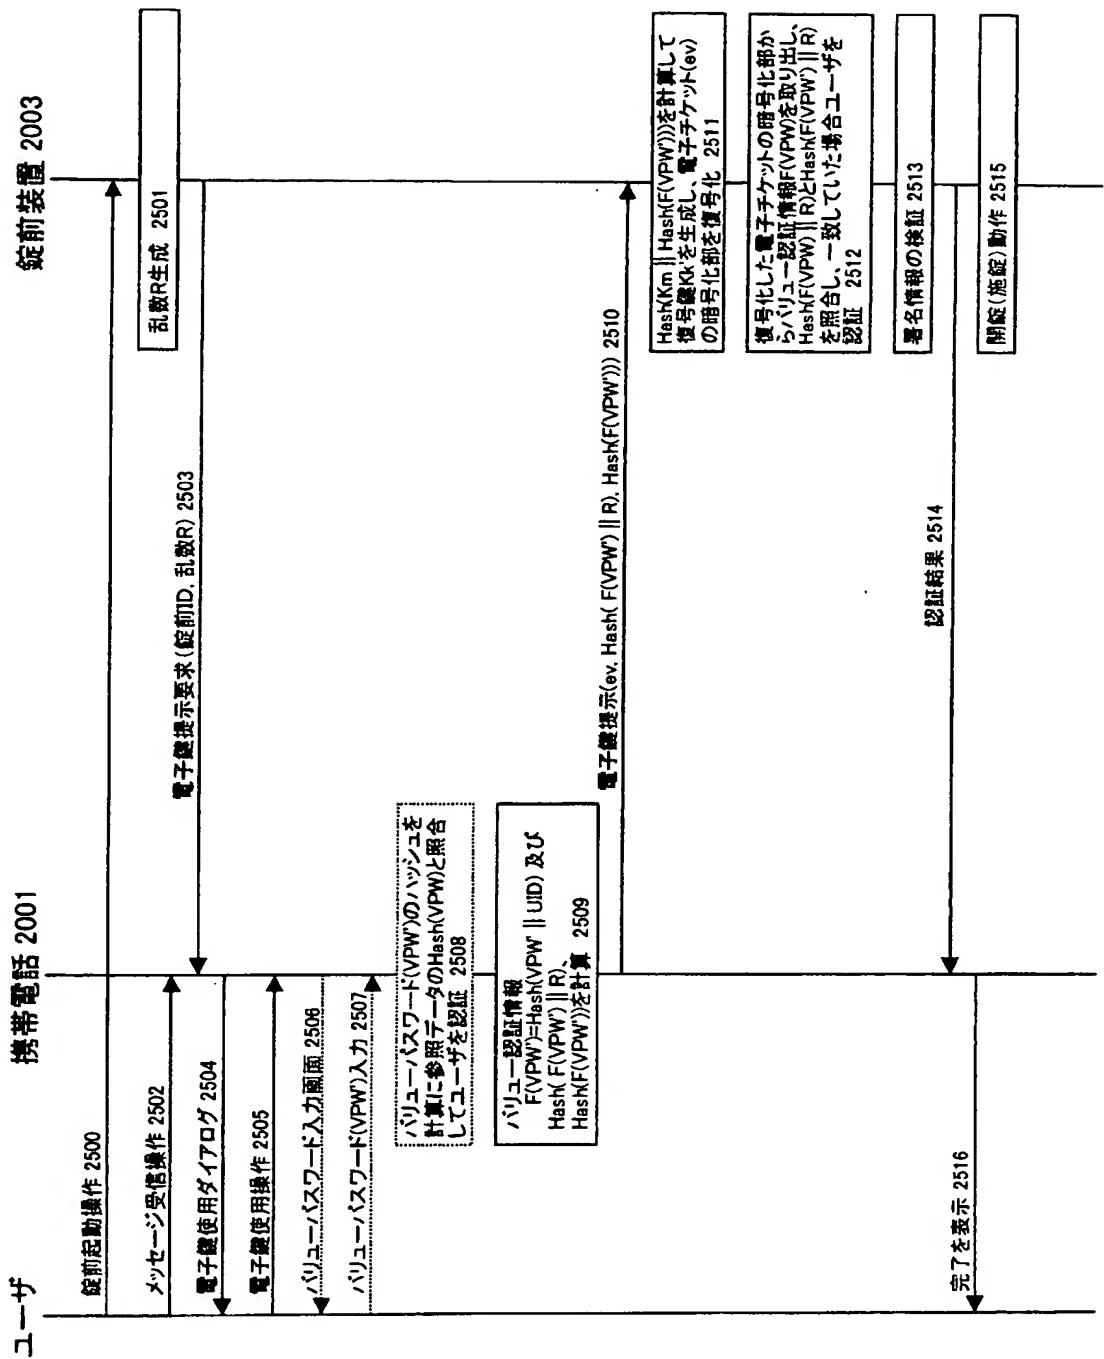 ユーザ
携帯電話 2001
錠前装置 2003
錠前起動操作 2500
乱数R生成 2501
メッセージ受信操作 2502
電子鍵提示要求(錠前ID, 乱数R) 2503
電子鍵使用ダイアログ 2504
電子鍵使用操作 2505
バリューパスワード入力画面 2506
バリューパスワード(VPW')入力 2507
バリューパスワード(VPW')のハッシュを
計算に参照データのHash(VPW)と照合
してユーザを認証 2508
バリュー認証情報
F(VPW')=Hash(VPW' || UID) 及び
Hash( F(VPW') || R),
Hash(F(VPW'))を計算 2509
電子鍵提示(ev, Hash( F(VPW') || R), Hash(F(VPW'))) 2510
Hash(Km || Hash(F(VPW')))を計算して
復号鍵Kk'を生成し、電子チケット(ev)
の暗号化部を復号化 2511
復号化した電子チケットの暗号化部か
らバリュー認証情報F(VPW)を取り出し、
Hash(F(VPW) || R)とHash(F(VPW') || R)
を照合し、一致していた場合ユーザを
認証 2512
署名情報の検証 2513
認証結果 2514
開錠(施錠)動作 2515
完了を表示 2516